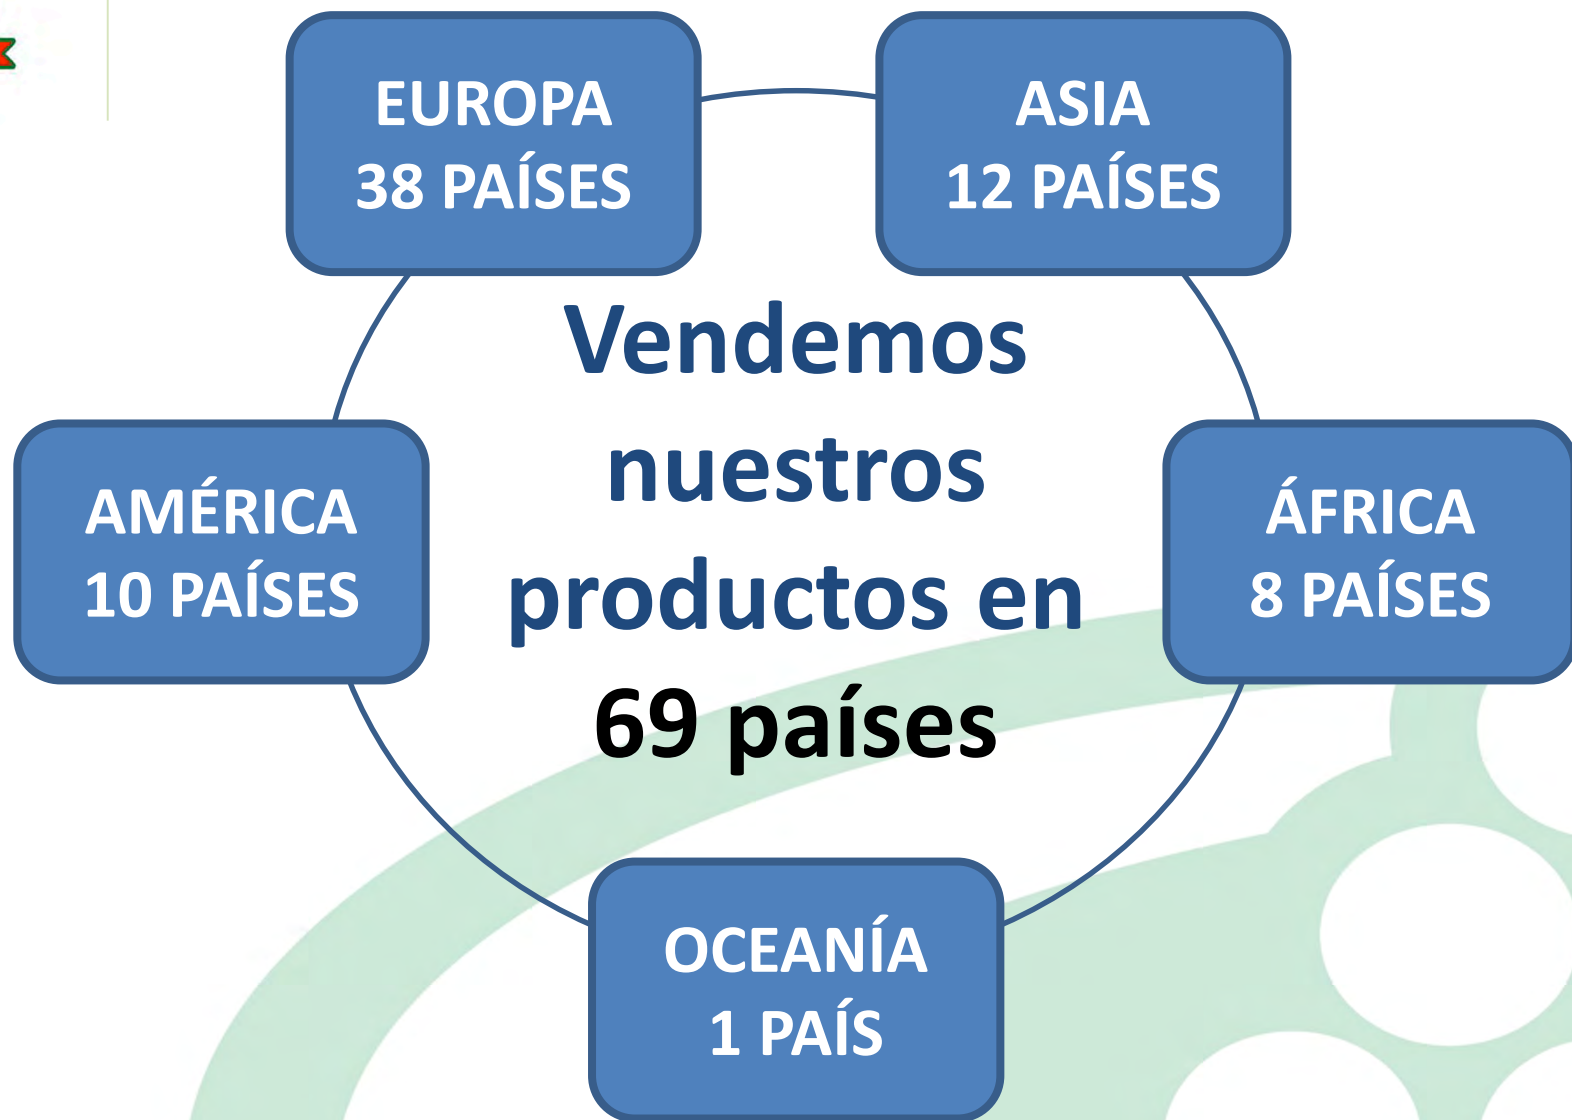 EUROPA
38 PAÍSES
ASIA
12 PAÍSES
Vendemos
nuestros
productos en
69 países
AMÉRICA
10 PAÍSES
ÁFRICA
8 PAÍSES
OCEANÍA
1 PAÍS